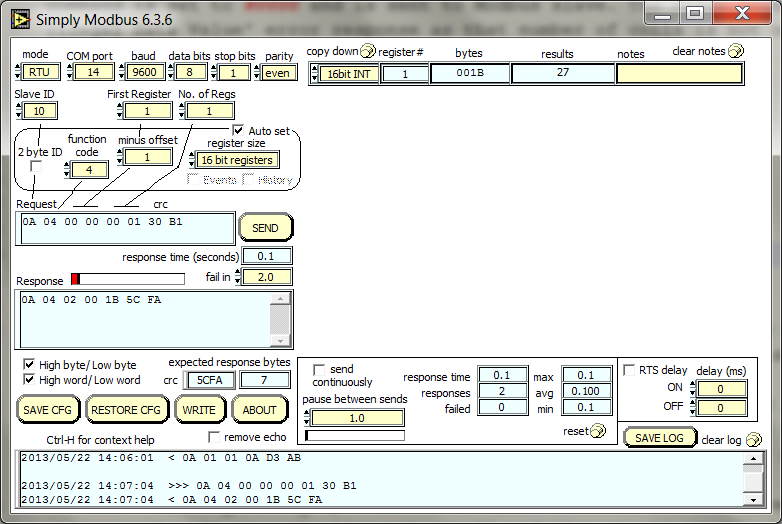 Simply Modbus 6.3.6
mode COM port baud data bits stop bits parity
RTU 14 9600 8 1 even
copy down register # bytes results notes clear notes
16bit INT 1 001B 27
Slave ID First Register No. of Regs
10 1 1
Auto set
2 byte ID function code minus offset register size
4 1 16 bit registers
Events History
Request crc
0A 04 00 00 00 01 30 B1
SEND
response time (seconds) 0.1
Response fail in 2.0
0A 04 02 00 1B 5C FA
High byte/Low byte expected response bytes
High word/Low word crc 5CFA 7
SAVE CFG RESTORE CFG WRITE ABOUT
Ctrl-H for context help remove echo
send continuously
pause between sends
1.0
response time 0.1 max 0.1
responses 2 avg 0.100
failed 0 min 0.1
reset
RTS delay delay (ms)
ON 0
OFF 0
SAVE LOG clear log
2013/05/22 14:06:01 < 0A 01 01 0A D3 AB
2013/05/22 14:07:04 >>> 0A 04 00 00 00 01 30 B1
2013/05/22 14:07:04 < 0A 04 02 00 1B 5C FA